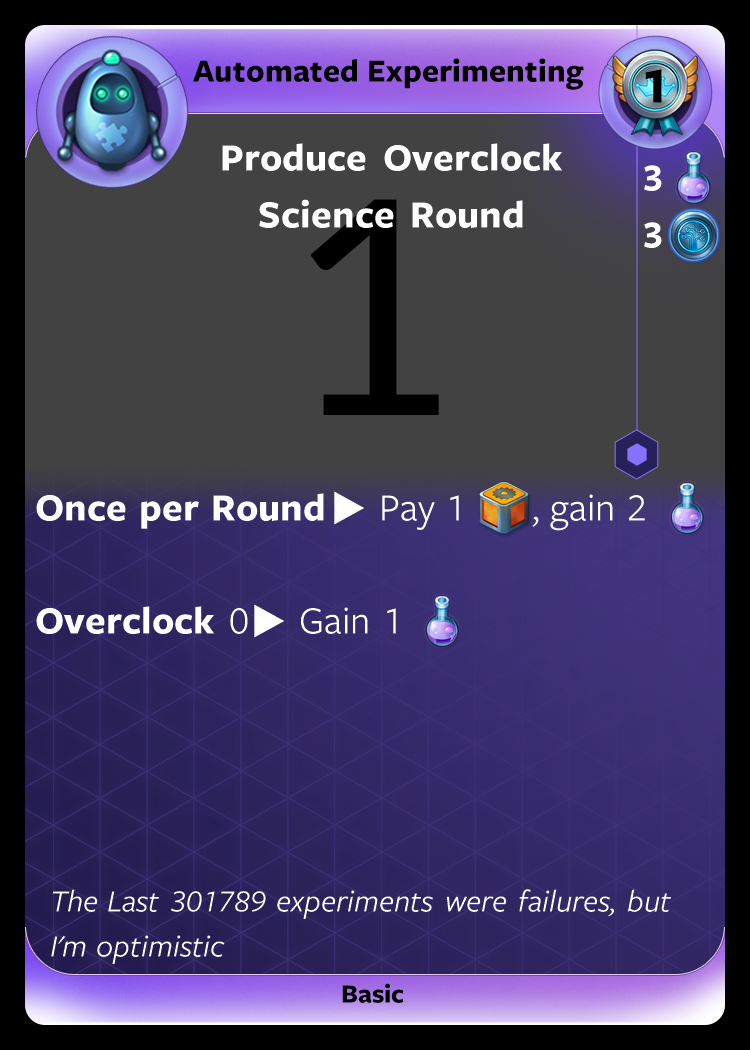 Automated Experimenting
1
Produce Overclock
3
Science Round
3
1
Once per Round▶ Pay 1 , gain 2
Overclock 0▶ Gain 1
The Last 301789 experiments were failures, but
I'm optimistic
Basic